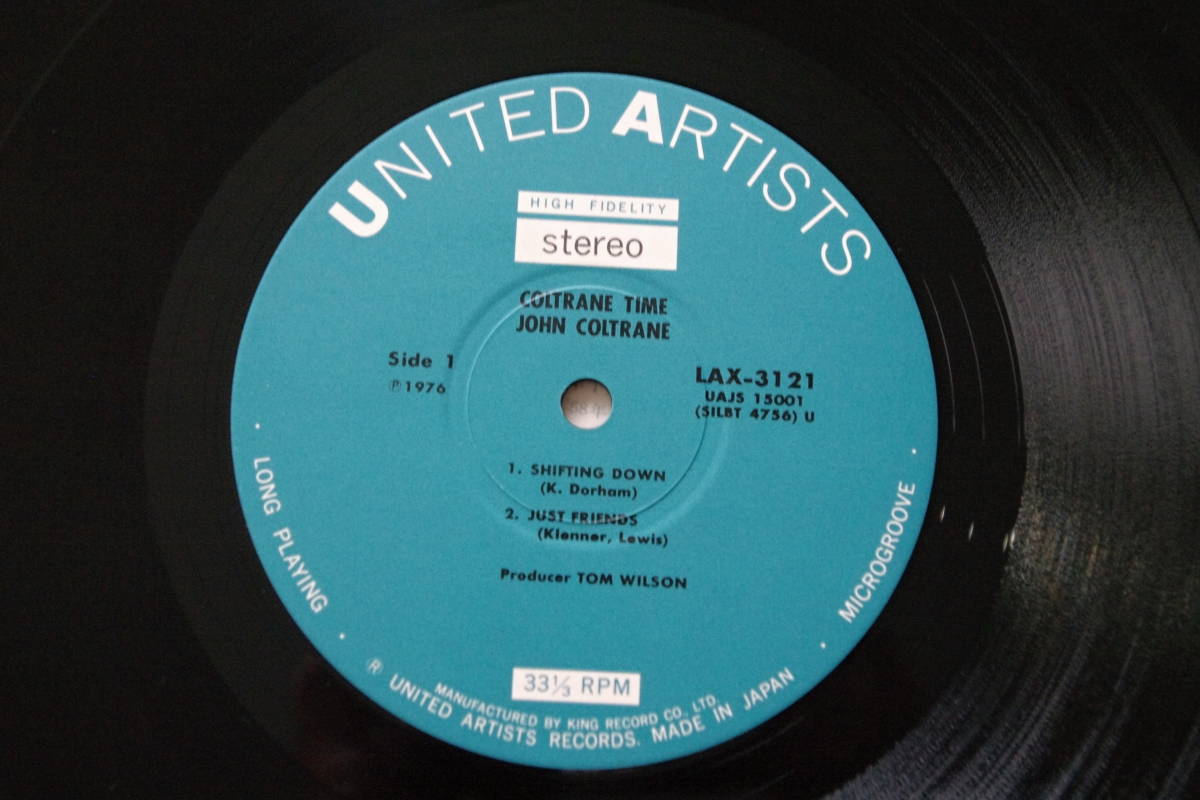 UNITED ARTISTS
HIGH FIDELITY
stereo
COLTRANE TIME
JOHN COLTRANE
Side 1
Ⓟ1976
LAX-3121
UAJS 15001
(SILBT 4756) U
1. SHIFTING DOWN
(K. Dorham)
2. JUST FRIENDS
(Klenner, Lewis)
Producer TOM WILSON
LONG PLAYING
MICROGROOVE
33⅓ RPM
MANUFACTURED BY KING RECORD CO. LTD.
® UNITED ARTISTS RECORDS. MADE IN JAPAN